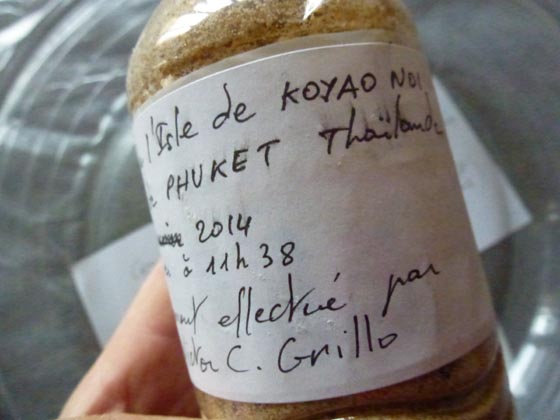 l'Isle de KOYAO NOI
PHUKET Thaïlande
2014
à 11h38
effectué par
C. Grillo